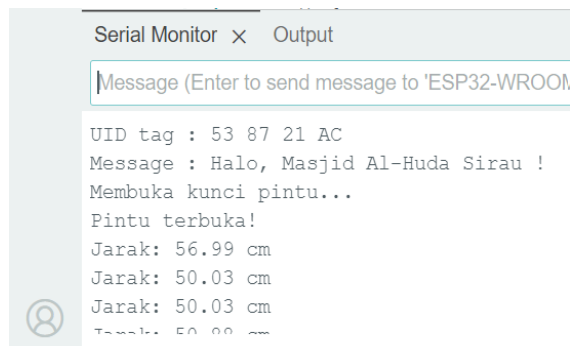 Serial Monitor × Output
Message (Enter to send message to 'ESP32-WROOM
UID tag : 53 87 21 AC
Message : Halo, Masjid Al-Huda Sirau !
Membuka kunci pintu...
Pintu terbuka!
Jarak: 56.99 cm
Jarak: 50.03 cm
Jarak: 50.03 cm